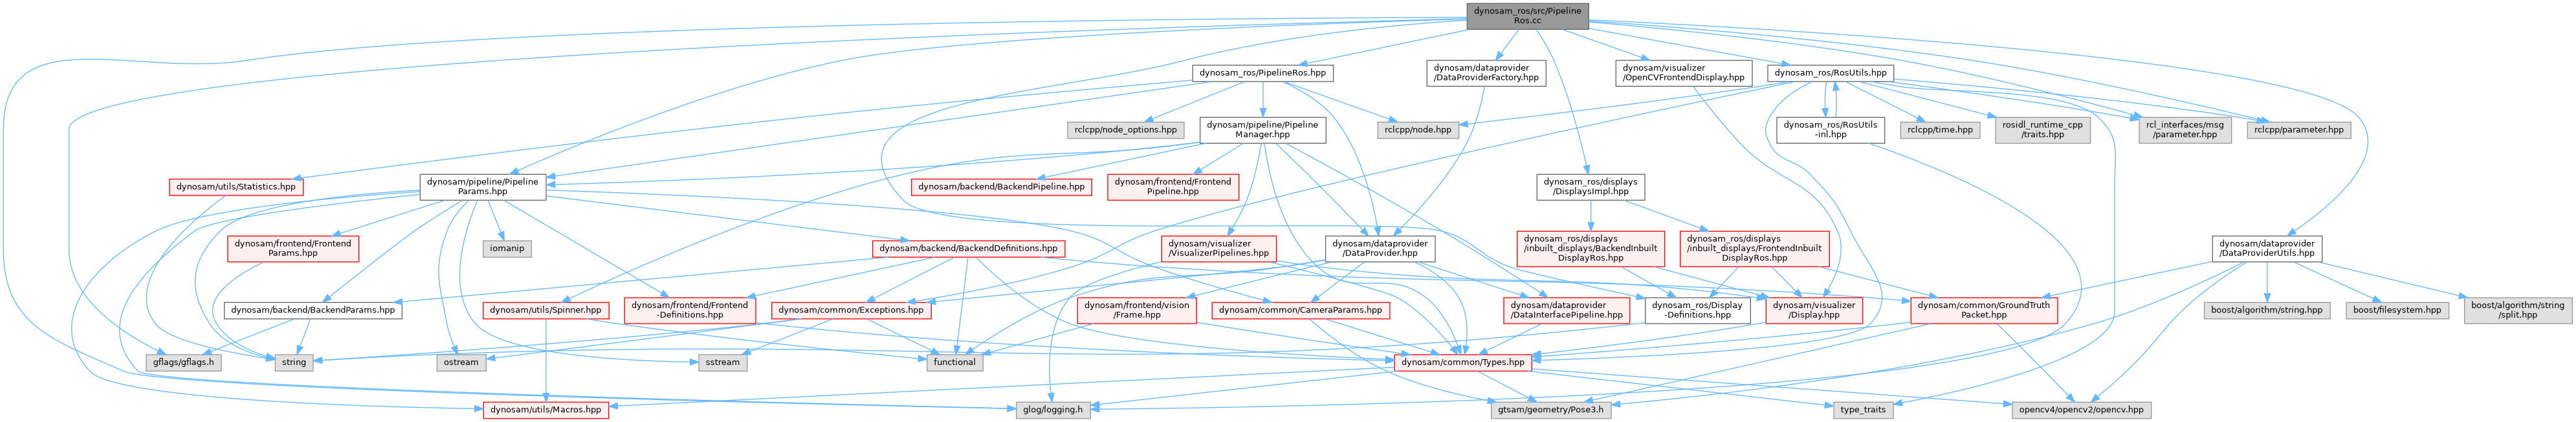 dynosam_ros/src/Pipeline
Ros.cc
dynosam_ros/PipelineRos.hpp
dynosam/dataprovider
/DataProviderFactory.hpp
dynosam/visualizer
/OpenCVFrontendDisplay.hpp
dynosam_ros/RosUtils.hpp
rclcpp/node_options.hpp
dynosam/pipeline/Pipeline
Manager.hpp
rclcpp/node.hpp
dynosam_ros/RosUtils
-inl.hpp
rclcpp/time.hpp
rosidl_runtime_cpp
/traits.hpp
rcl_interfaces/msg
/parameter.hpp
rclcpp/parameter.hpp
dynosam/utils/Statistics.hpp
dynosam/pipeline/Pipeline
Params.hpp
dynosam/backend/BackendPipeline.hpp
dynosam/frontend/Frontend
Pipeline.hpp
dynosam_ros/displays
/DisplaysImpl.hpp
dynosam/frontend/Frontend
Params.hpp
iomanip
dynosam/backend/BackendDefinitions.hpp
dynosam/visualizer
/VisualizerPipelines.hpp
dynosam/dataprovider
/DataProvider.hpp
dynosam_ros/displays
/inbuilt_displays/BackendInbuilt
DisplayRos.hpp
dynosam_ros/displays
/inbuilt_displays/FrontendInbuilt
DisplayRos.hpp
dynosam/dataprovider
/DataProviderUtils.hpp
dynosam/backend/BackendParams.hpp
dynosam/utils/Spinner.hpp
dynosam/frontend/Frontend
-Definitions.hpp
dynosam/common/Exceptions.hpp
dynosam/frontend/vision
/Frame.hpp
dynosam/common/CameraParams.hpp
dynosam/dataprovider
/DataInterfacePipeline.hpp
dynosam_ros/Display
-Definitions.hpp
dynosam/visualizer
/Display.hpp
dynosam/common/GroundTruth
Packet.hpp
boost/algorithm/string.hpp
boost/filesystem.hpp
boost/algorithm/string
/split.hpp
gflags/gflags.h
string
ostream
sstream
functional
dynosam/common/Types.hpp
dynosam/utils/Macros.hpp
glog/logging.h
gtsam/geometry/Pose3.h
type_traits
opencv4/opencv2/opencv.hpp